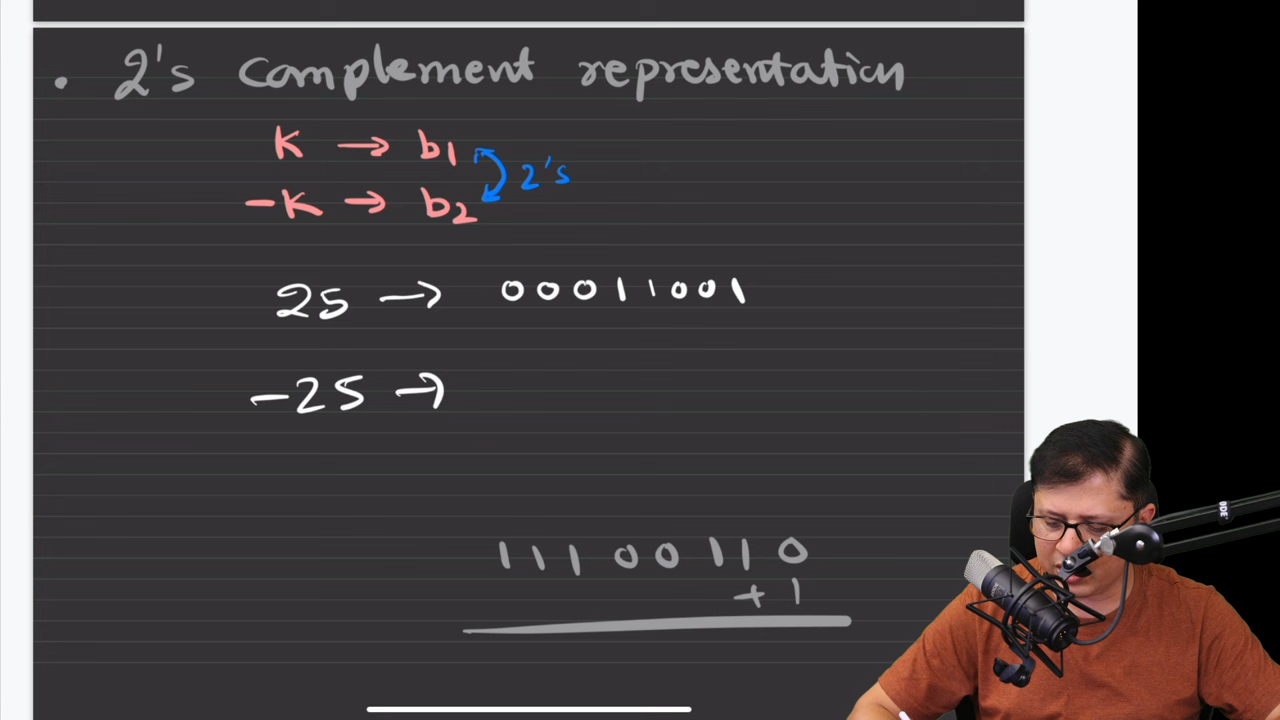 . 2's complement representation
K → b1
2's
-K → b2
25 → 00011001
-25 →
11100110
+1